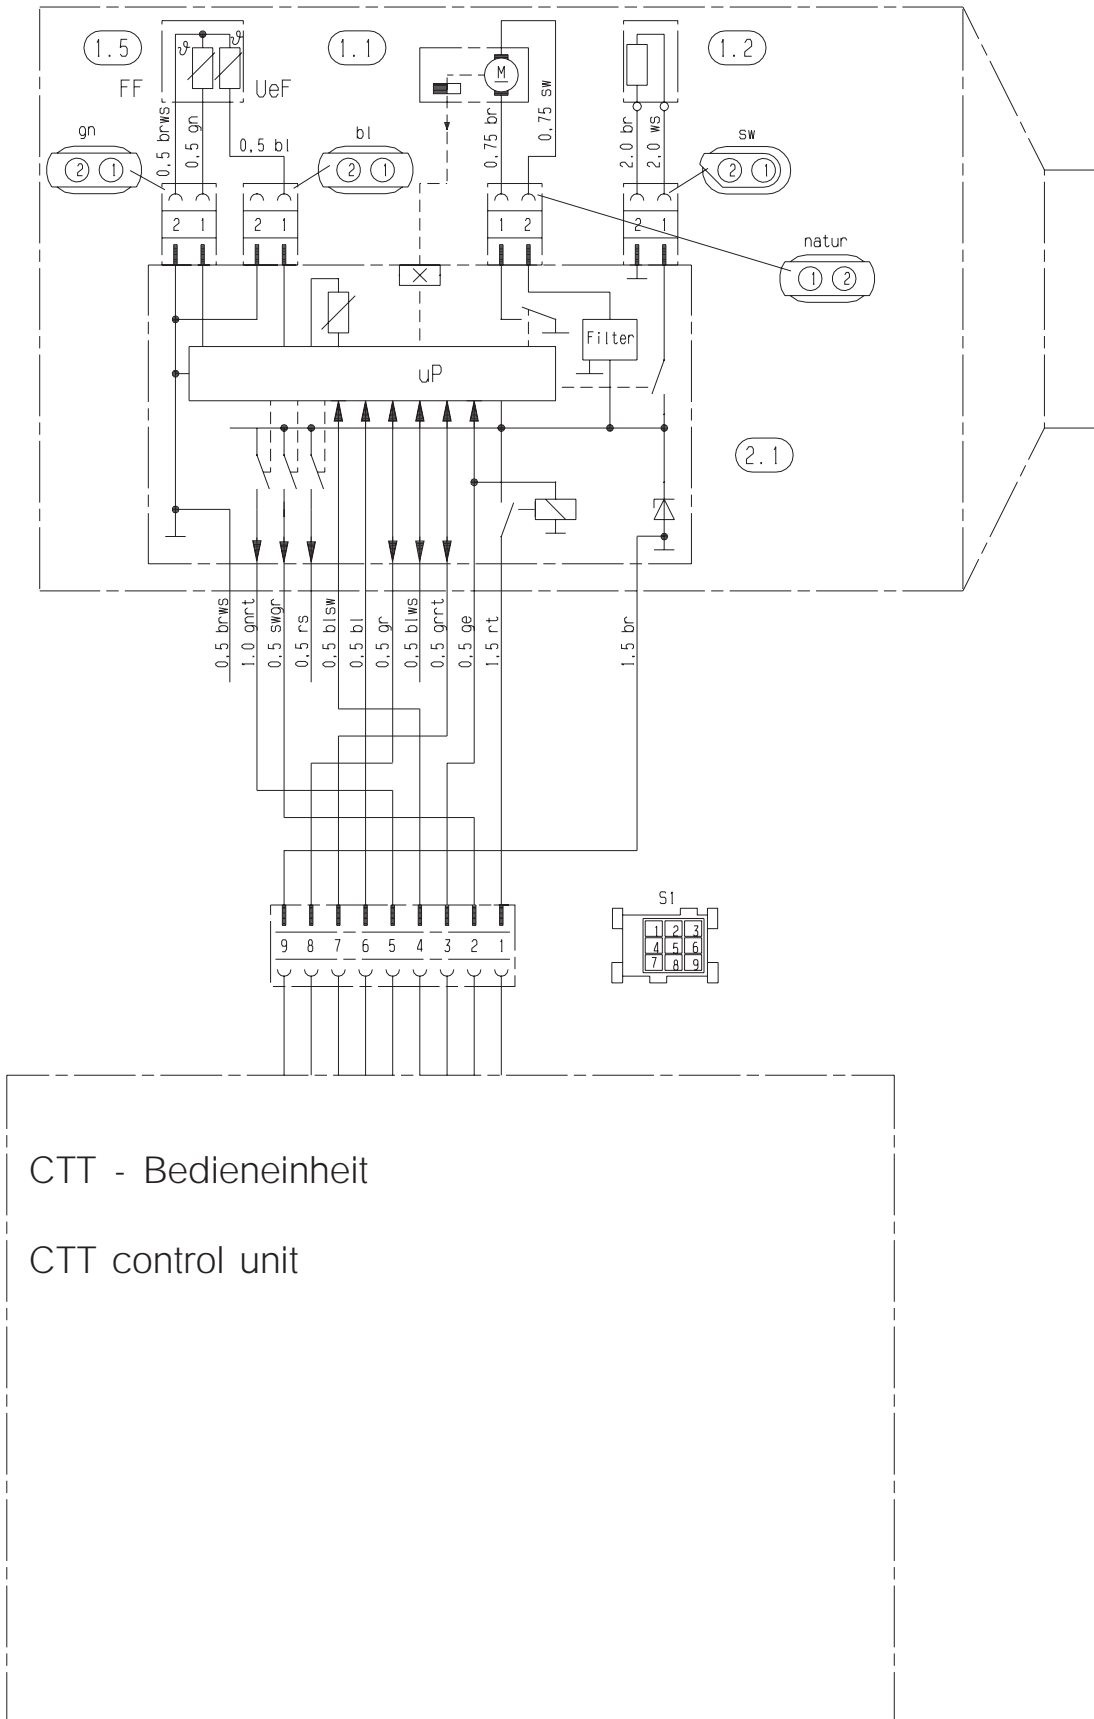 1.5
1.1
1.2
FF
UeF
M
ϑ
ϑ
0,5 brws
0,5 gn
0,5 bl
0,75 br
0,75 sw
2.0 br
2.0 ws
gn
2 1
bl
2 1
sw
2 1
natur
1 2
2 1
2 1
1 2
2 1
Filter
uP
2.1
0,5 brws
1.0 gnrt
0,5 swgr
0,5 rs
0,5 blsw
0,5 bl
0,5 gr
0,5 blws
0,5 grrt
0,5 ge
1,5 rt
1,5 br
9 8 7 6 5 4 3 2 1
S1
1 2 3
4 5 6
7 8 9
CTT - Bedieneinheit
CTT control unit